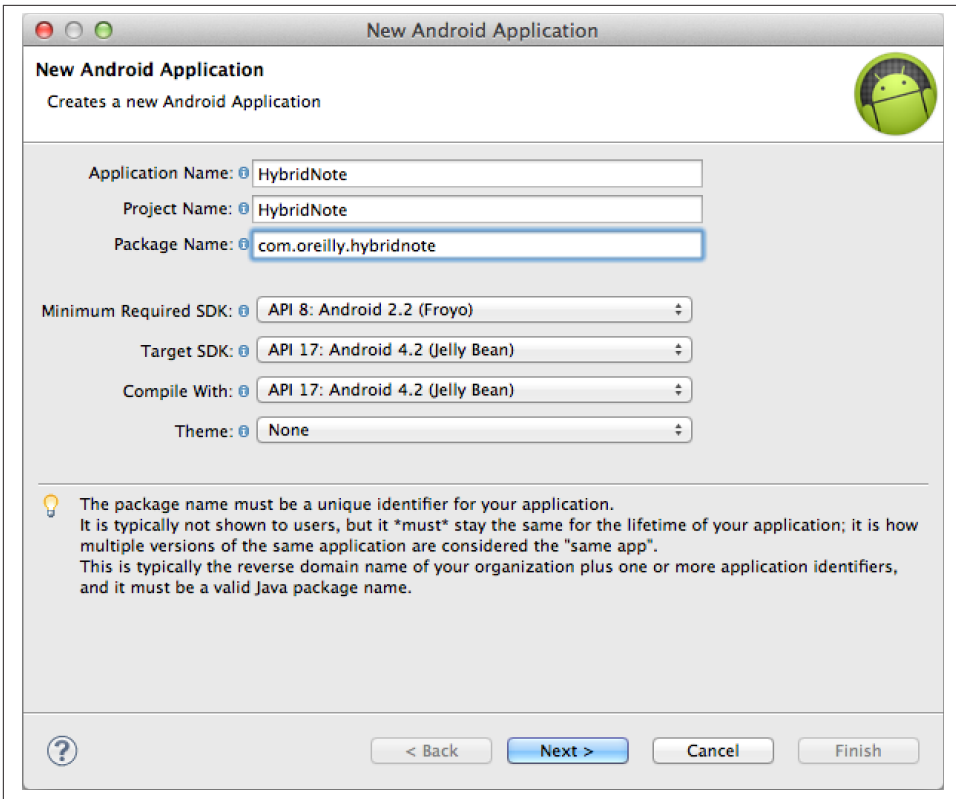 New Android Application
New Android Application
Creates a new Android Application
Application Name: HybridNote
Project Name: HybridNote
Package Name: com.oreilly.hybridnote
Minimum Required SDK: API 8: Android 2.2 (Froyo)
Target SDK: API 17: Android 4.2 (Jelly Bean)
Compile With: API 17: Android 4.2 (Jelly Bean)
Theme: None
The package name must be a unique identifier for your application.
It is typically not shown to users, but it *must* stay the same for the lifetime of your application; it is how
multiple versions of the same application are considered the "same app".
This is typically the reverse domain name of your organization plus one or more application identifiers,
and it must be a valid Java package name.
? < Back Next > Cancel Finish